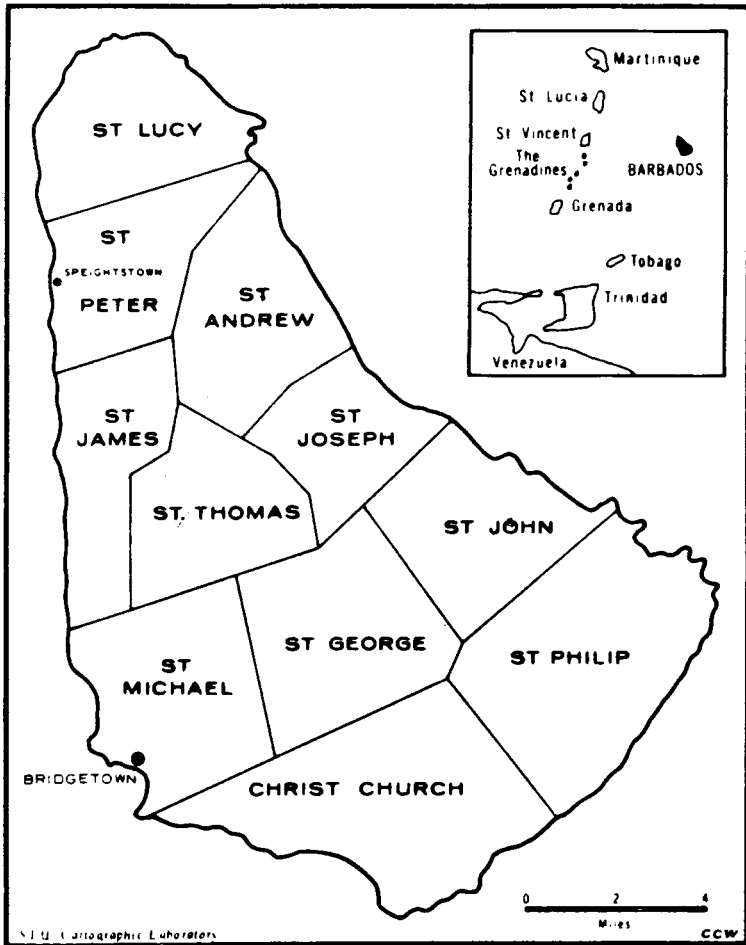 ST LUCY
ST
SPEIGHTSTOWN
PETER
ST
ANDREW
ST
JAMES
ST
JOSEPH
ST. THOMAS
ST JOHN
ST GEORGE
ST PHILIP
ST
MICHAEL
BRIDGETOWN
CHRIST CHURCH
Martinique
St Lucia
St Vincent
The
Grenadines
BARBADOS
Grenada
Tobago
Trinidad
Venezuela
0 2 4
Miles
Cartographic Laboratory
CCW